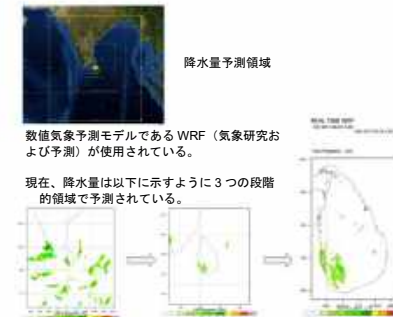 降水量予測領域
数値気象予測モデルである WRF（気象研究お
よび予測）が使用されている。
現在、降水量は以下に示すように 3 つの段階
的領域で予測されている。
REAL TIME WRF